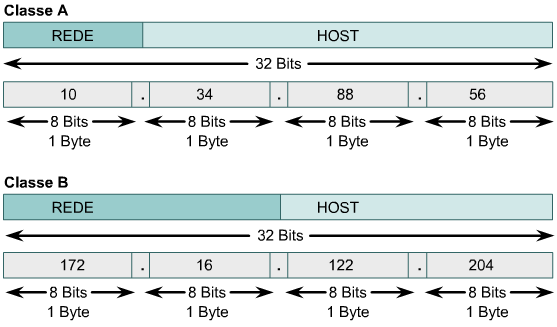 Classe A
REDE HOST
32 Bits
10 . 34 . 88 . 56
8 Bits 8 Bits 8 Bits 8 Bits
1 Byte 1 Byte 1 Byte 1 Byte
Classe B
REDE HOST
32 Bits
172 . 16 . 122 . 204
8 Bits 8 Bits 8 Bits 8 Bits
1 Byte 1 Byte 1 Byte 1 Byte